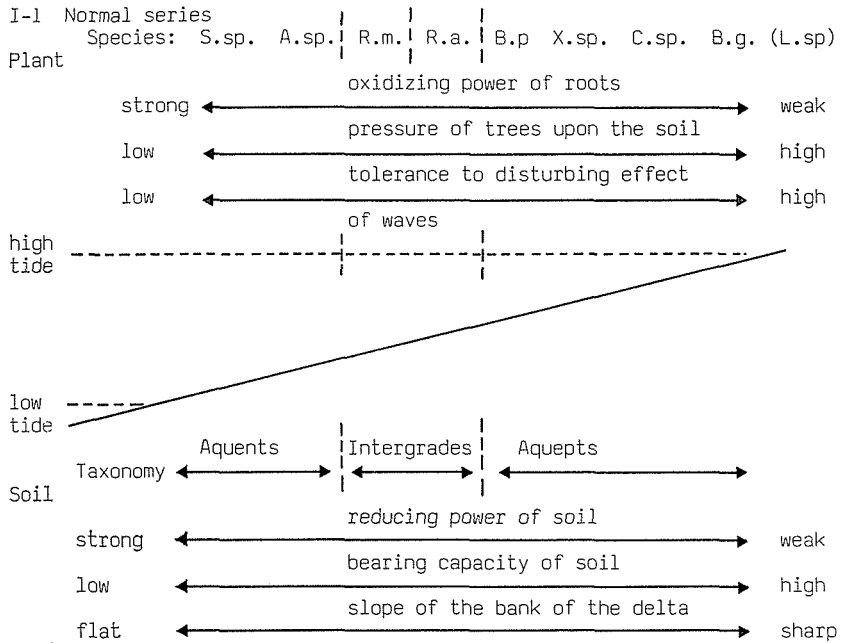 I-1 Normal series
Species: S.sp. A.sp. R.m. R.a. B.p X.sp. C.sp. B.g. (L.sp)
Plant
oxidizing power of roots
strong weak
pressure of trees upon the soil
low high
tolerance to disturbing effect
low high
of waves
high
tide
low
tide
Aquents Intergrades Aquepts
Taxonomy
Soil
reducing power of soil
strong weak
bearing capacity of soil
low high
slope of the bank of the delta
flat sharp